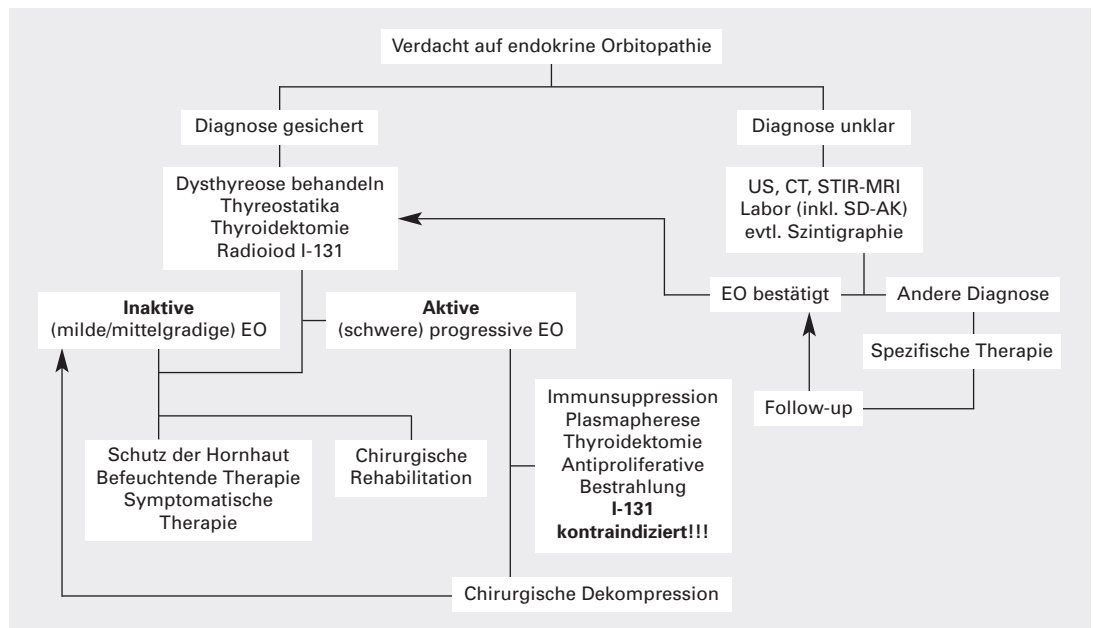 Verdacht auf endokrine Orbitopathie
Diagnose gesichert
Diagnose unklar
Dysthyreose behandeln
Thyreostatika
Thyroidektomie
Radioiod I-131
US, CT, STIR-MRI
Labor (inkl. SD-AK)
evtl. Szintigraphie
Inaktive
(milde/mittelgradige) EO
Aktive
(schwere) progressive EO
EO bestätigt
Andere Diagnose
Spezifische Therapie
Follow-up
Schutz der Hornhaut
Befeuchtende Therapie
Symptomatische
Therapie
Chirurgische
Rehabilitation
Immunsuppression
Plasmapherese
Thyroidektomie
Antiproliferative
Bestrahlung
I-131
kontraindiziert!!!
Chirurgische Dekompression